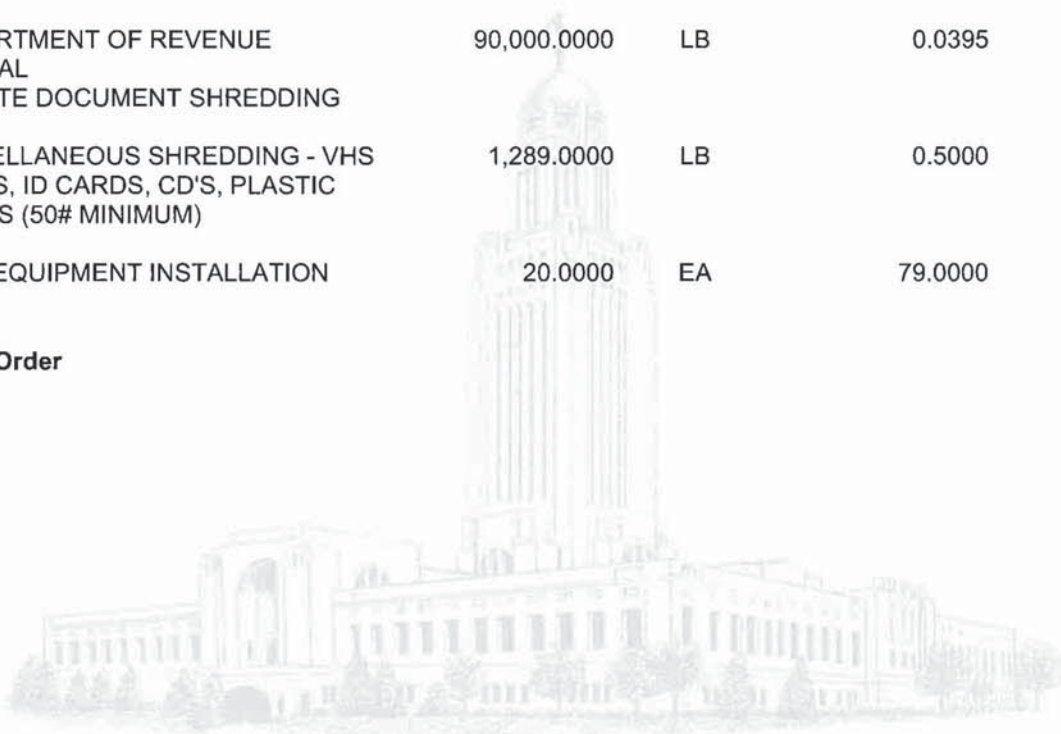 RTMENT OF REVENUE 90,000.0000 LB 0.0395
AL
TE DOCUMENT SHREDDING
ELLANEOUS SHREDDING - VHS 1,289.0000 LB 0.5000
S, ID CARDS, CD'S, PLASTIC
S (50# MINIMUM)
EQUIPMENT INSTALLATION 20.0000 EA 79.0000
Order